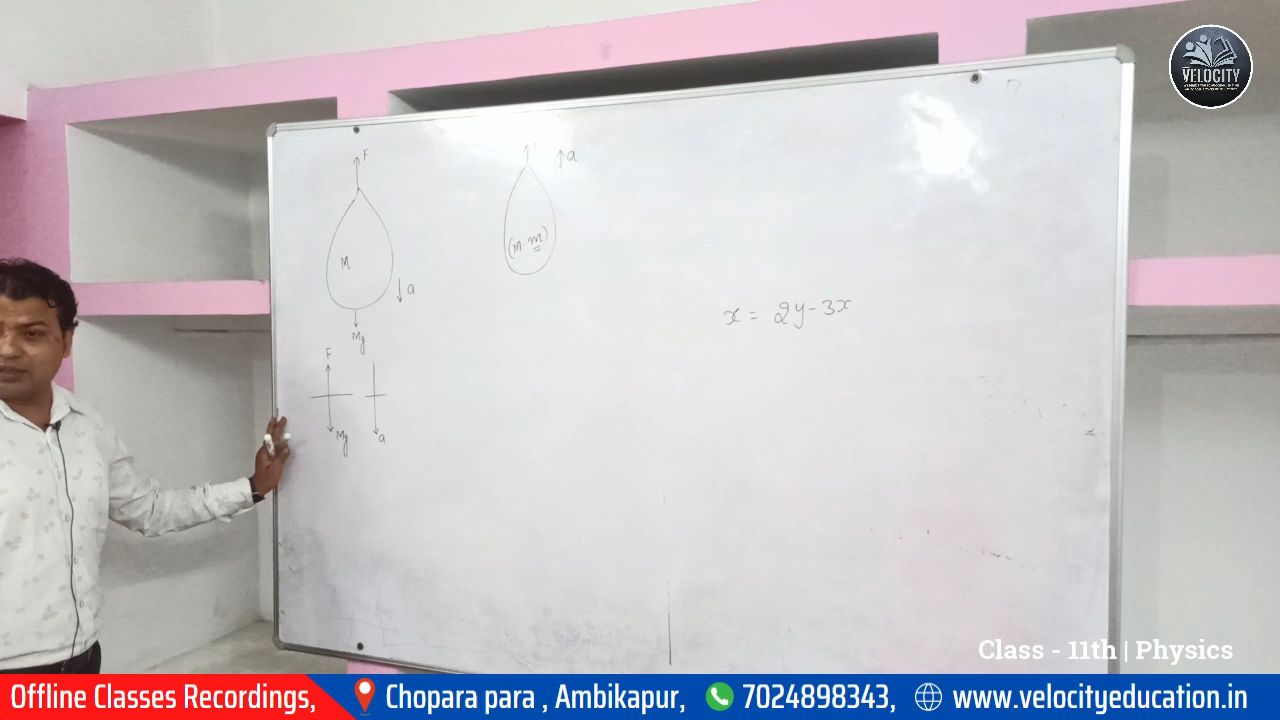 VELOCITY
F
M
↓ a
Mg
F
Mg
a
↑ a
(M-m)
x = 2y-3x
Class - 11th | Physics
Offline Classes Recordings, Chopara para , Ambikapur, 7024898343, www.velocityeducation.in